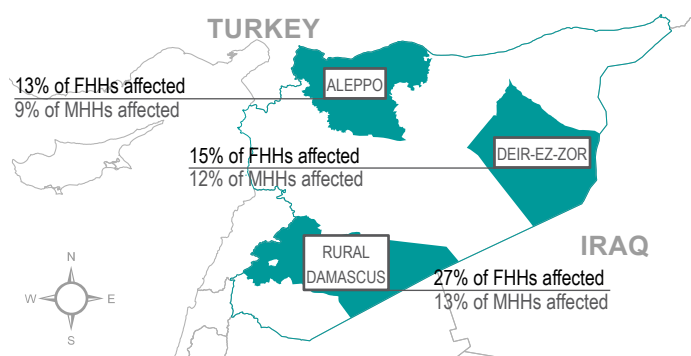 TURKEY
13% of FHHs affected
9% of MHHs affected
ALEPPO
15% of FHHs affected
12% of MHHs affected
DEIR-EZ-ZOR
IRAQ
RURAL
DAMASCUS
27% of FHHs affected
13% of MHHs affected
N
W
E
S